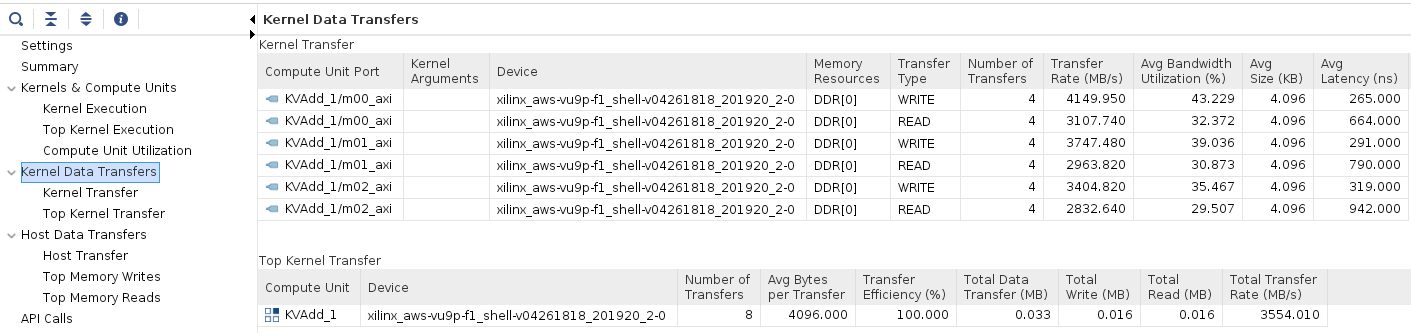 Kernel Data Transfers
Settings
Summary
Kernels & Compute Units
Kernel Execution
Top Kernel Execution
Compute Unit Utilization
Kernel Data Transfers
Kernel Transfer
Top Kernel Transfer
Host Data Transfers
Host Transfer
Top Memory Writes
Top Memory Reads
API Calls
Kernel Transfer
Compute Unit Port Kernel Arguments Device Memory Resources Transfer Type Number of Transfers Transfer Rate (MB/s) Avg Bandwidth Utilization (%) Avg Size (KB) Avg Latency (ns)
KVAdd_1/m00_axi xilinx_aws-vu9p-f1_shell-v04261818_201920_2-0 DDR[0] WRITE 4 4149.950 43.229 4.096 265.000
KVAdd_1/m00_axi xilinx_aws-vu9p-f1_shell-v04261818_201920_2-0 DDR[0] READ 4 3107.740 32.372 4.096 664.000
KVAdd_1/m01_axi xilinx_aws-vu9p-f1_shell-v04261818_201920_2-0 DDR[0] WRITE 4 3747.480 39.036 4.096 291.000
KVAdd_1/m01_axi xilinx_aws-vu9p-f1_shell-v04261818_201920_2-0 DDR[0] READ 4 2963.820 30.873 4.096 790.000
KVAdd_1/m02_axi xilinx_aws-vu9p-f1_shell-v04261818_201920_2-0 DDR[0] WRITE 4 3404.820 35.467 4.096 319.000
KVAdd_1/m02_axi xilinx_aws-vu9p-f1_shell-v04261818_201920_2-0 DDR[0] READ 4 2832.640 29.507 4.096 942.000
Top Kernel Transfer
Compute Unit Device Number of Transfers Avg Bytes per Transfer Transfer Efficiency (%) Total Data Transfer (MB) Total Write (MB) Total Read (MB) Total Transfer Rate (MB/s)
KVAdd_1 xilinx_aws-vu9p-f1_shell-v04261818_201920_2-0 8 4096.000 100.000 0.033 0.016 0.016 3554.010